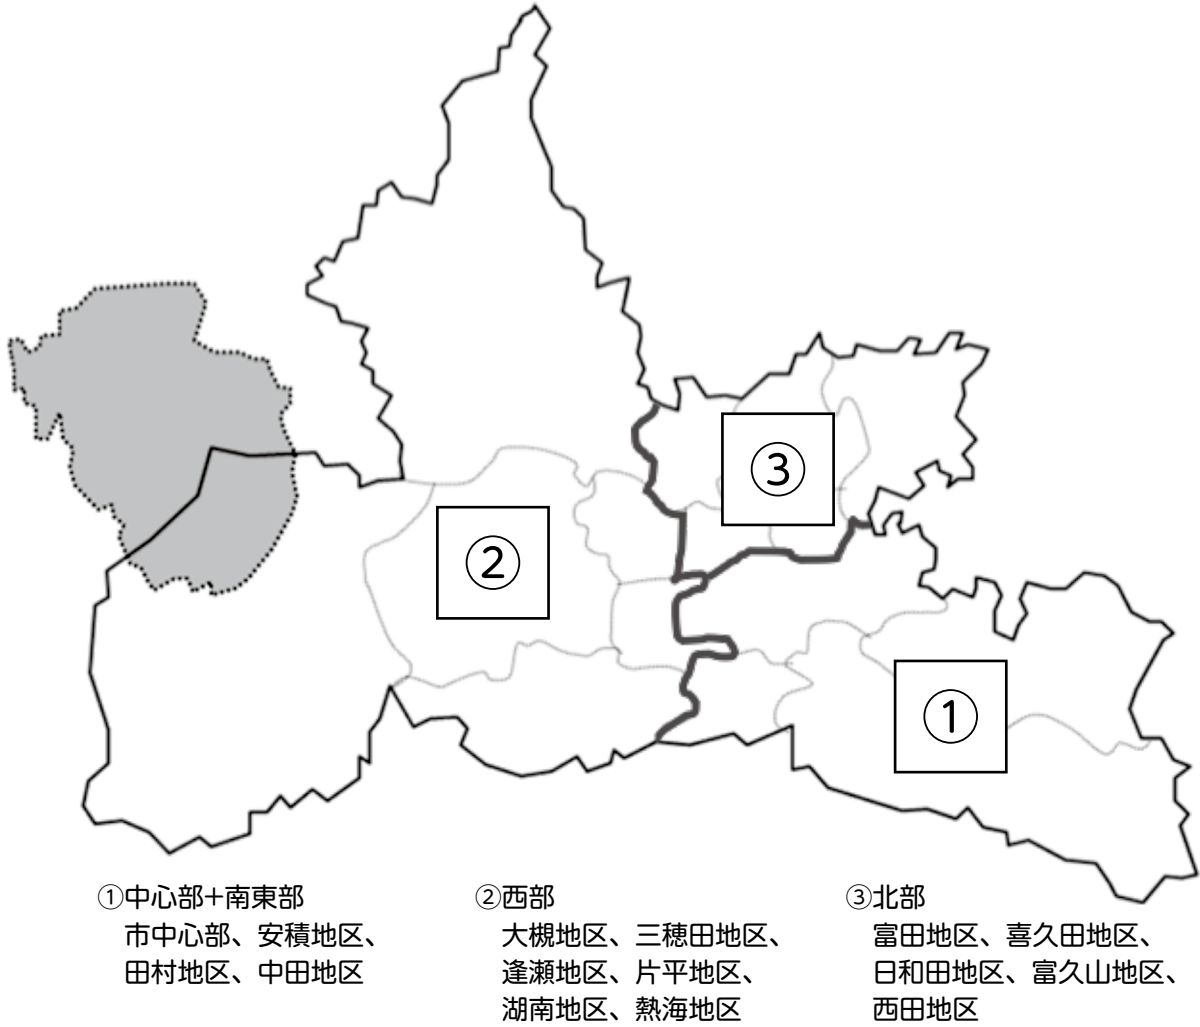 ③
②
①
①中心部+南東部
市中心部、安積地区、
田村地区、中田地区
②西部
大槻地区、三穂田地区、
逢瀬地区、片平地区、
湖南地区、熱海地区
③北部
富田地区、喜久田地区、
日和田地区、富久山地区、
西田地区